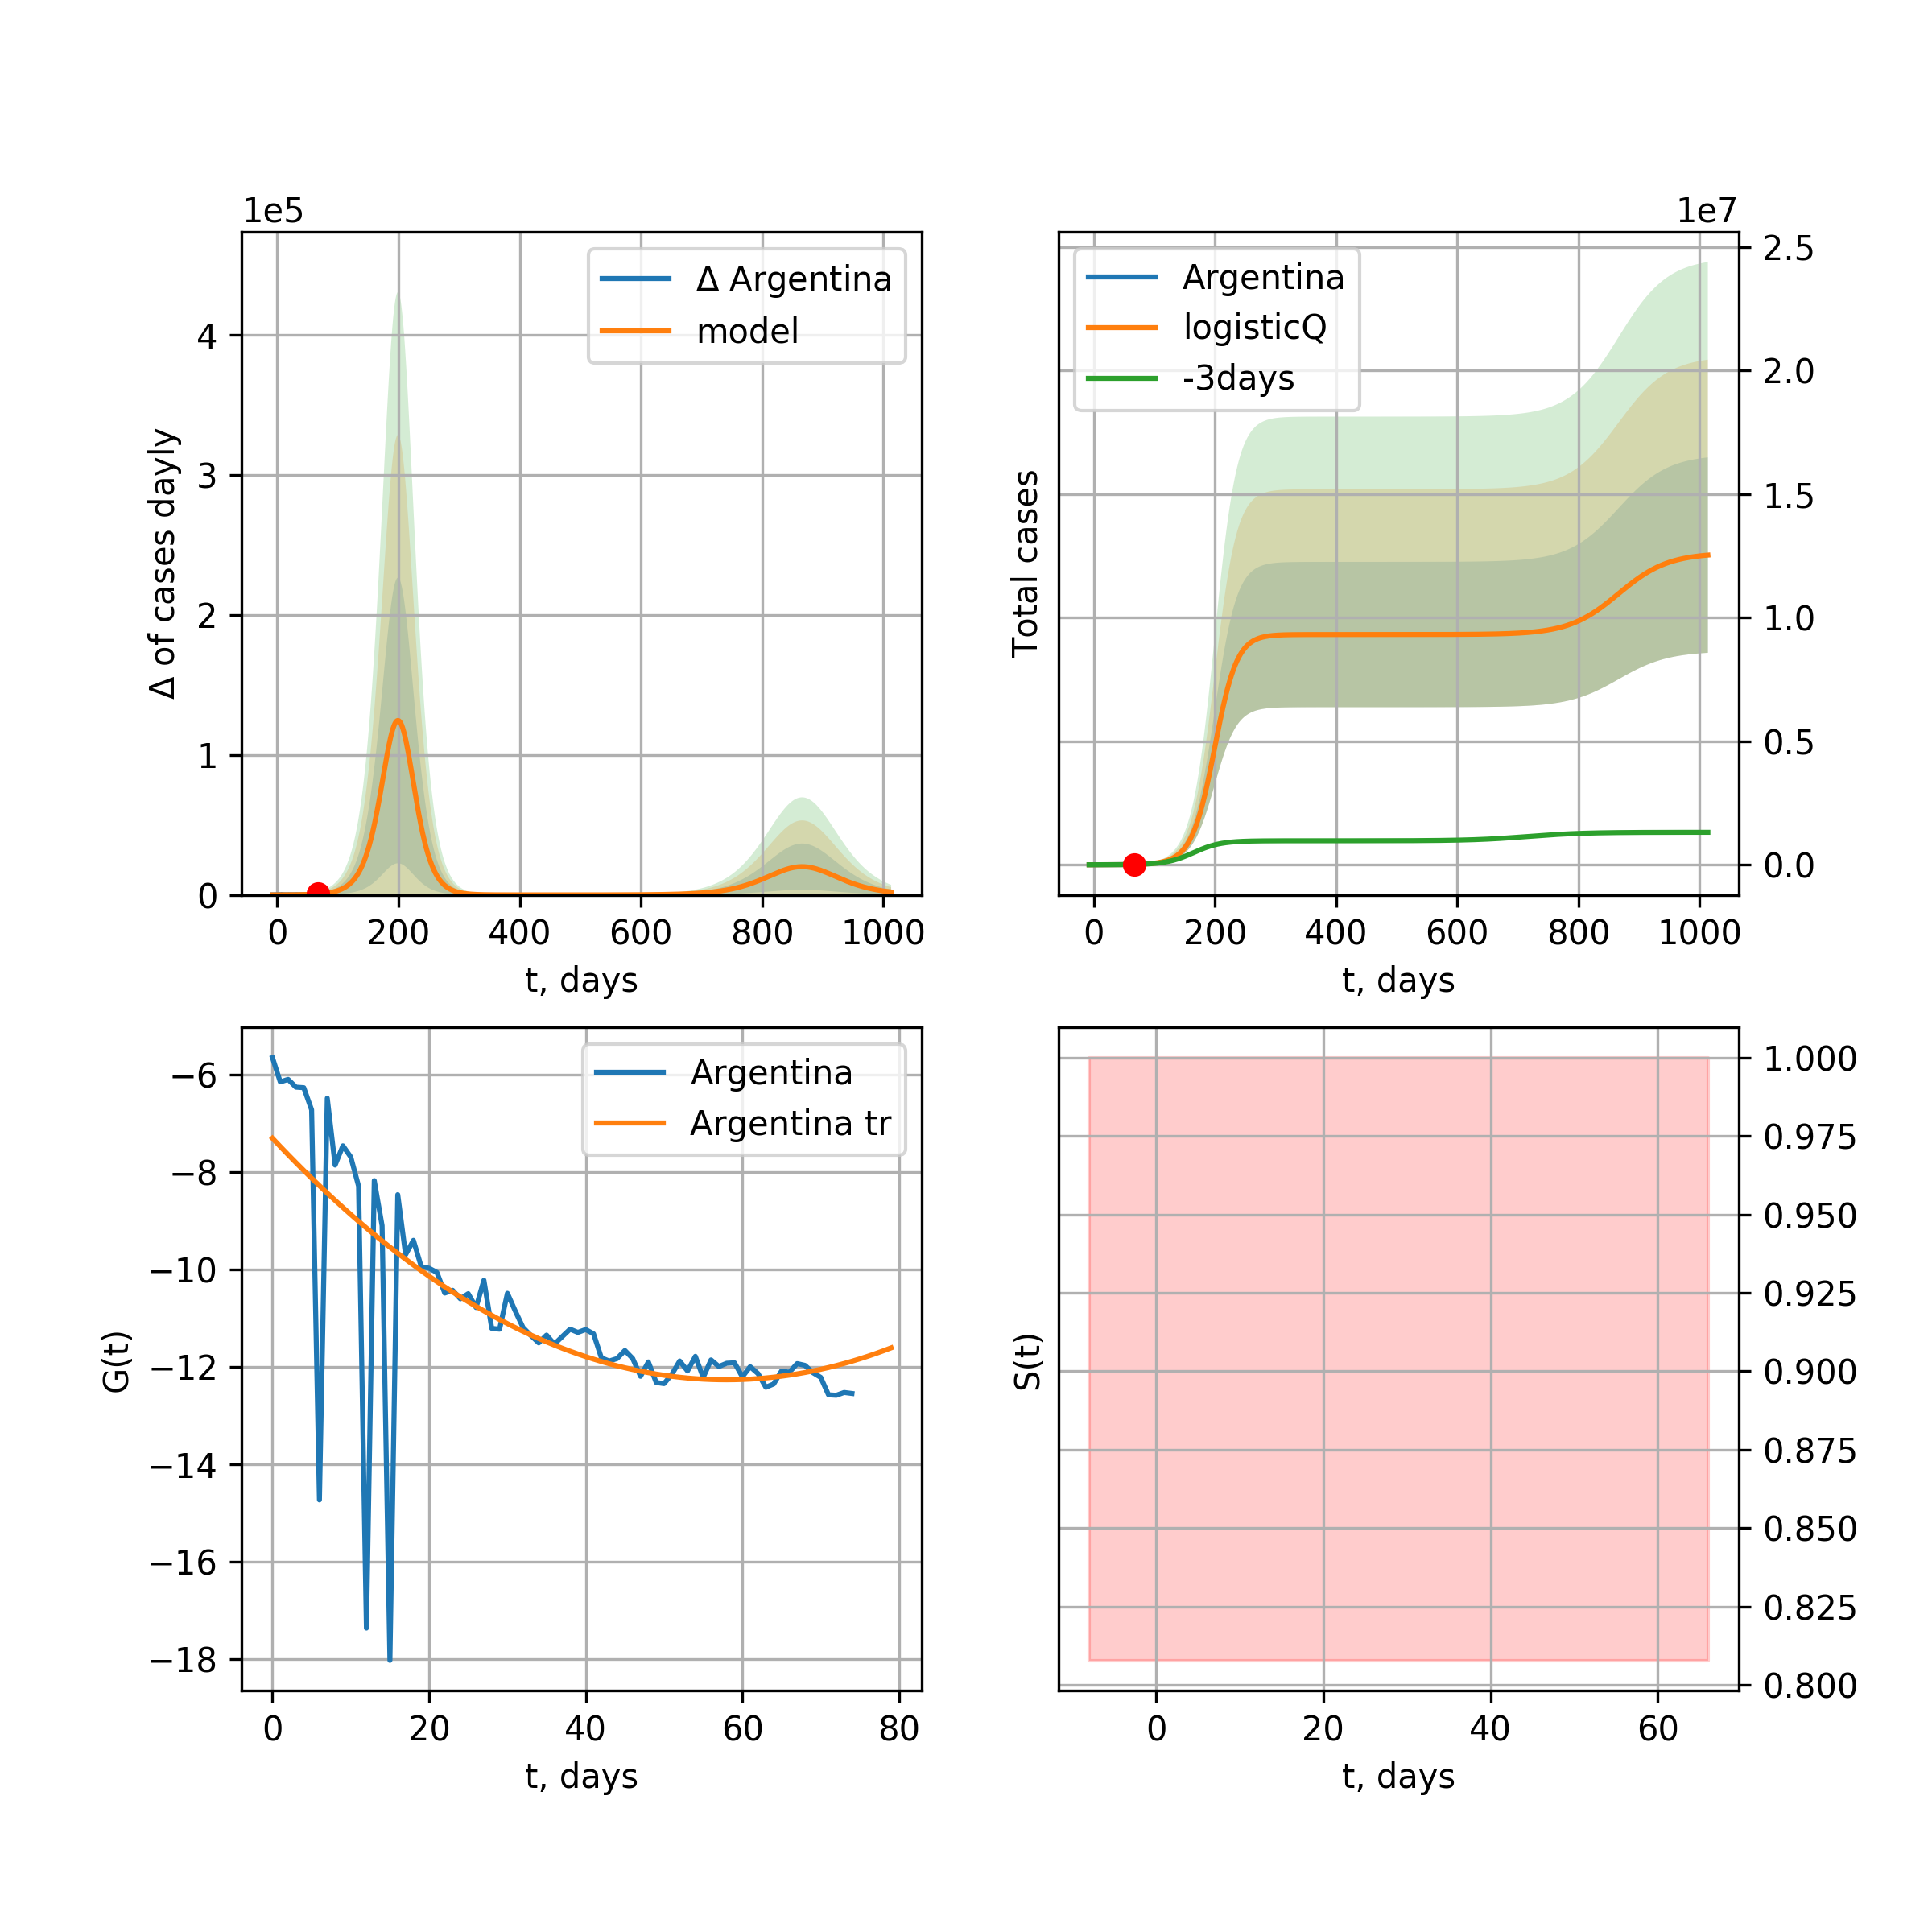 1e5
Δ of cases dayly
4
3
2
1
0
Δ Argentina
model
0 200 400 600 800 1000
t, days
1e7
Total cases
Argentina
logisticQ
-3days
2.5
2.0
1.5
1.0
0.5
0.0
0 200 400 600 800 1000
t, days
G(t)
−6
−8
−10
−12
−14
−16
−18
Argentina
Argentina tr
0 20 40 60 80
t, days
S(t)
1.000
0.975
0.950
0.925
0.900
0.875
0.850
0.825
0.800
0 20 40 60
t, days